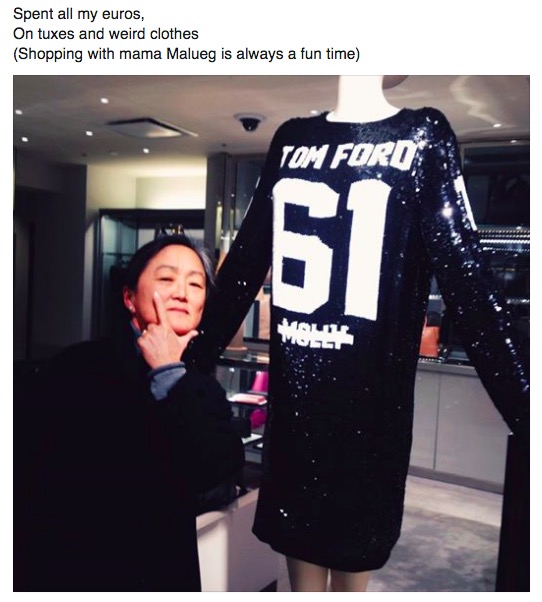 Spent all my euros,
On tuxes and weird clothes
(Shopping with mama Malueg is always a fun time)
TOM FORD
61
MOLLY